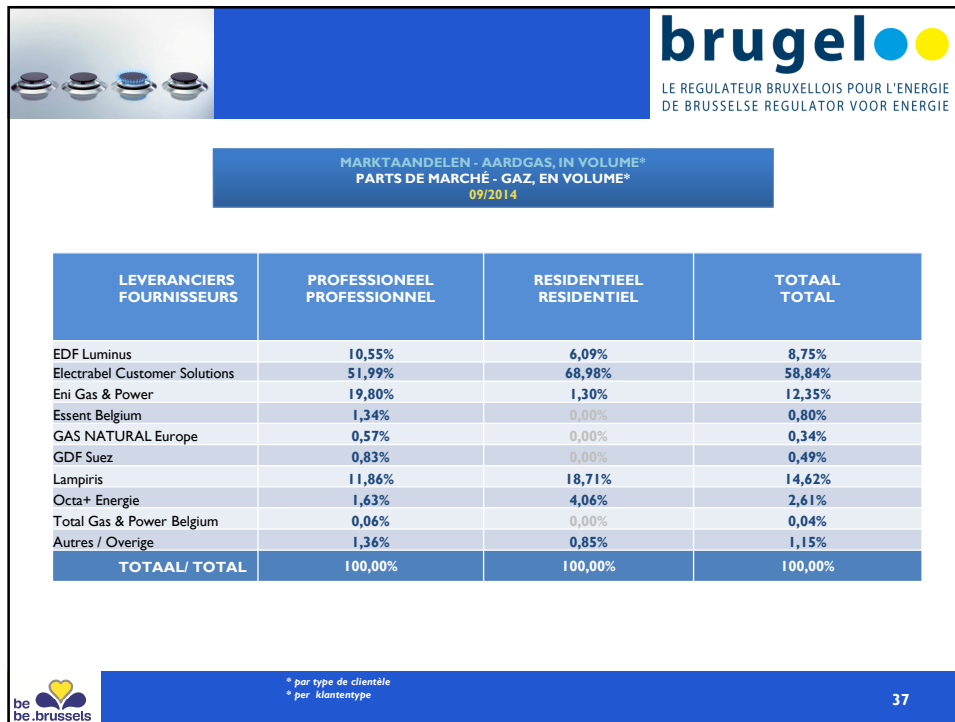 brugel
LE REGULATEUR BRUXELLOIS POUR L'ENERGIE
DE BRUSSELSE REGULATOR VOOR ENERGIE
MARKTAANDELEN - AARDGAS, IN VOLUME*
PARTS DE MARCHÉ - GAZ, EN VOLUME*
09/2014
LEVERANCIERS PROFESSIONEEL RESIDENTIEEL TOTAAL
FOURNISSEURS PROFESSIONNEL RESIDENTIEL TOTAL
EDF Luminus 10,55% 6,09% 8,75%
Electrabel Customer Solutions 51,99% 68,98% 58,84%
Eni Gas & Power 19,80% 1,30% 12,35%
Essent Belgium 1,34% 0,00% 0,80%
GAS NATURAL Europe 0,57% 0,00% 0,34%
GDF Suez 0,83% 0,00% 0,49%
Lampiris 11,86% 18,71% 14,62%
Octa+ Energie 1,63% 4,06% 2,61%
Total Gas & Power Belgium 0,06% 0,00% 0,04%
Autres / Overige 1,36% 0,85% 1,15%
TOTAAL/ TOTAL 100,00% 100,00% 100,00%
* par type de clientèle
* per klantentype
37
be
be.brussels